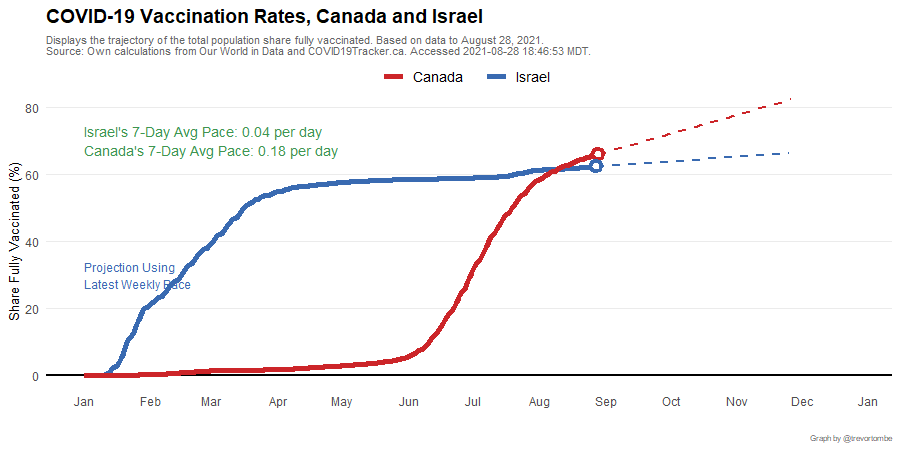 COVID-19 Vaccination Rates, Canada and Israel
Displays the trajectory of the total population share fully vaccinated. Based on data to August 28, 2021.
Source: Own calculations from Our World in Data and COVID19Tracker.ca. Accessed 2021-08-28 18:46:53 MDT.
Canada Israel
80
Israel's 7-Day Avg Pace: 0.04 per day
Canada's 7-Day Avg Pace: 0.18 per day
60
Share Fully Vaccinated (%)
40
Projection Using
Latest Weekly Pace
20
0
Jan Feb Mar Apr May Jun Jul Aug Sep Oct Nov Dec Jan
Graph by @trevortombe